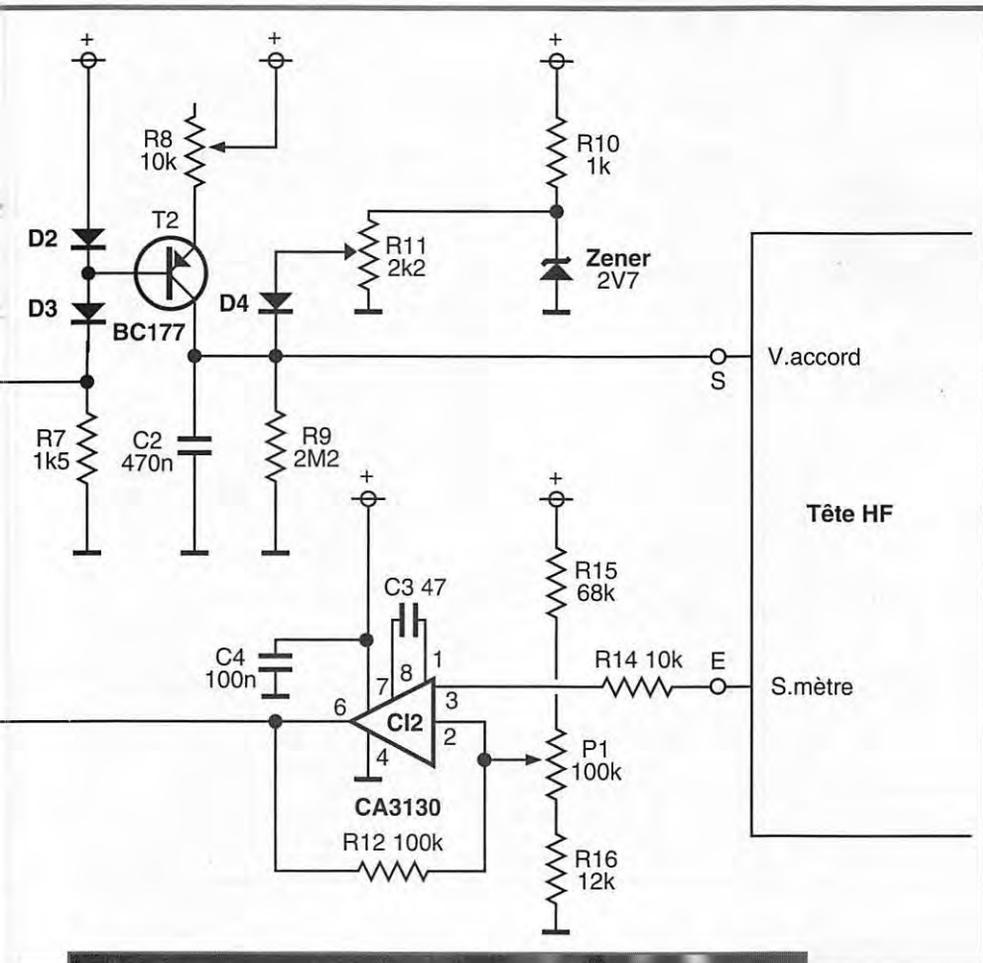 +
+
+
R8
10k
R10
1k
T2
D2
R11
2k2
Zener
2V7
D3
D4
BC177
V.accord
S
R7
1k5
C2
470n
R9
2M2
+
+
Tête HF
R15
68k
C3 47
C4
100n
1
8
7
R14 10k
E
S.mètre
3
6
CI2
2
P1
100k
4
CA3130
R12 100k
R16
12k